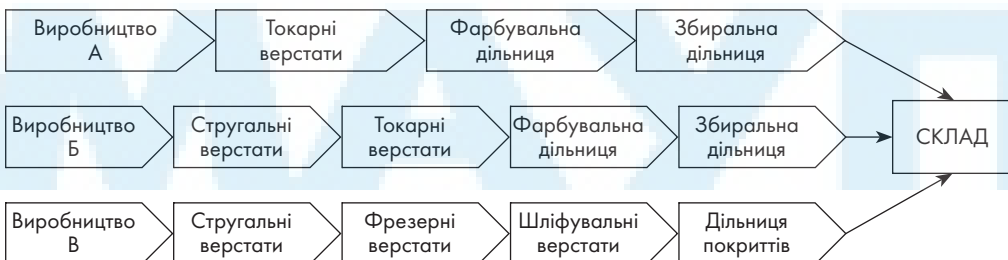 Виробництво
А
Токарні
верстати
Фарбувальна
дільниця
Збиральна
дільниця
Виробництво
Б
Стругальні
верстати
Токарні
верстати
Фарбувальна
дільниця
Збиральна
дільниця
СКЛАД
Виробництво
В
Стругальні
верстати
Фрезерні
верстати
Шліфувальні
верстати
Дільниця
покриттів